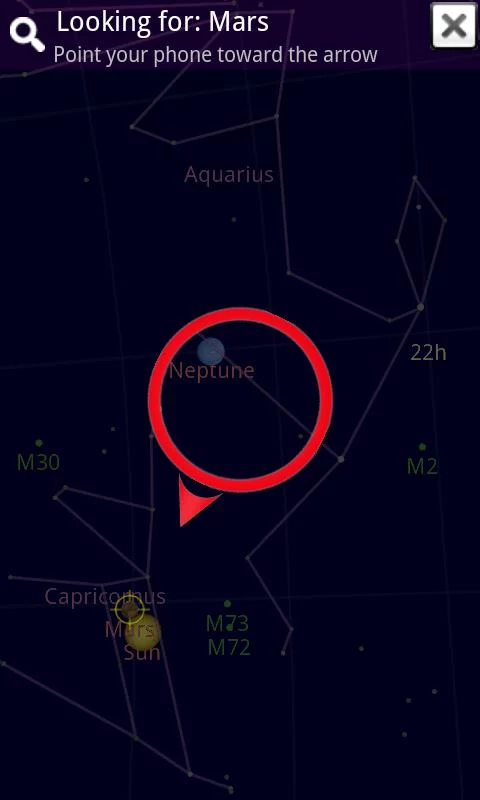 Looking for: Mars
Point your phone toward the arrow
Aquarius
22h
Neptune
M30
M2
Capricornus
M73
Mars
M72
Sun